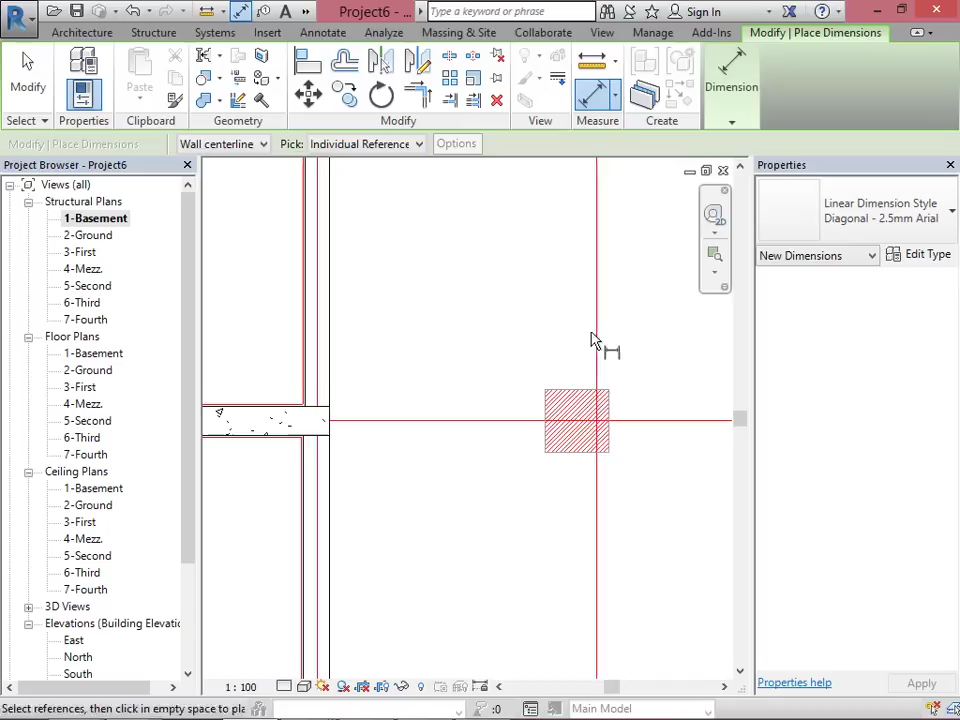 Project6 - ...
Type a keyword or phrase
Sign In
Architecture
Structure
Systems
Insert
Annotate
Analyze
Massing & Site
Collaborate
View
Manage
Add-Ins
Modify | Place Dimensions
Modify
Paste
Dimension
Select
Properties
Clipboard
Geometry
Modify
View
Measure
Create
Modify | Place Dimensions
Wall centerline
Pick:
Individual Reference
Options
Project Browser - Project6
Properties
Views (all)
Structural Plans
1-Basement
2-Ground
3-First
4-Mezz.
5-Second
6-Third
7-Fourth
Floor Plans
1-Basement
2-Ground
3-First
4-Mezz.
5-Second
6-Third
7-Fourth
Ceiling Plans
1-Basement
2-Ground
3-First
4-Mezz.
5-Second
6-Third
7-Fourth
3D Views
Elevations (Building Elevatio
East
North
South
2D
Linear Dimension Style
Diagonal - 2.5mm Arial
New Dimensions
Edit Type
Properties help
Apply
1 : 100
Select references, then click in empty space to pla
:0
Main Model